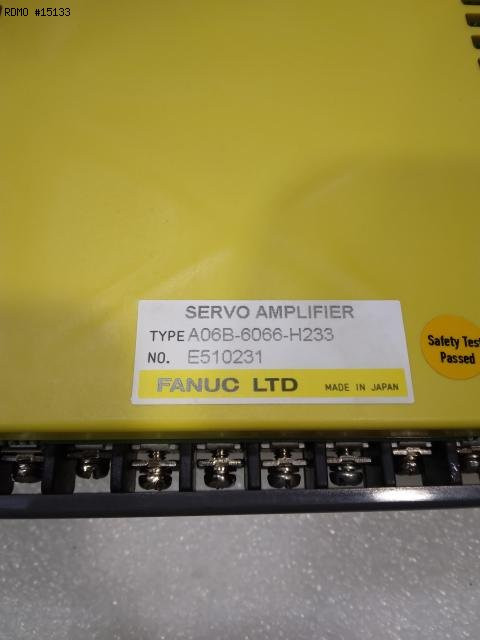 RDMO #15133
SERVO AMPLIFIER
TYPE A06B-6066-H233
NO. E510231
FANUC LTD MADE IN JAPAN
Safety Test
Passed